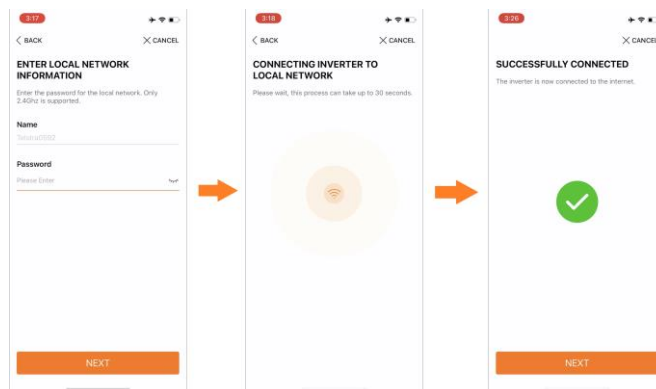 3:17
BACK
CANCEL
ENTER LOCAL NETWORK
INFORMATION
Enter the password for the local network. Only
2.4Ghz is supported.
Name
Password
Please Enter
NEXT
3:18
BACK
CANCEL
CONNECTING INVERTER TO
LOCAL NETWORK
Please wait, this process can take up to 30 seconds.
3:26
CANCEL
SUCCESSFULLY CONNECTED
The inverter is now connected to the internet.
NEXT